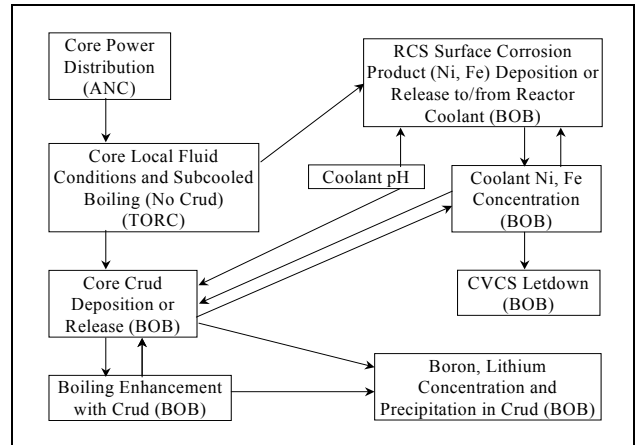 Core Power
Distribution
(ANC)
RCS Surface Corrosion
Product (Ni, Fe) Deposition or
Release to/from Reactor
Coolant (BOB)
Core Local Fluid
Conditions and Subcooled
Boiling (No Crud)
(TORC)
Coolant pH
Coolant Ni, Fe
Concentration
(BOB)
Core Crud
Deposition or
Release (BOB)
CVCS Letdown
(BOB)
Boiling Enhancement
with Crud (BOB)
Boron, Lithium
Concentration and
Precipitation in Crud (BOB)